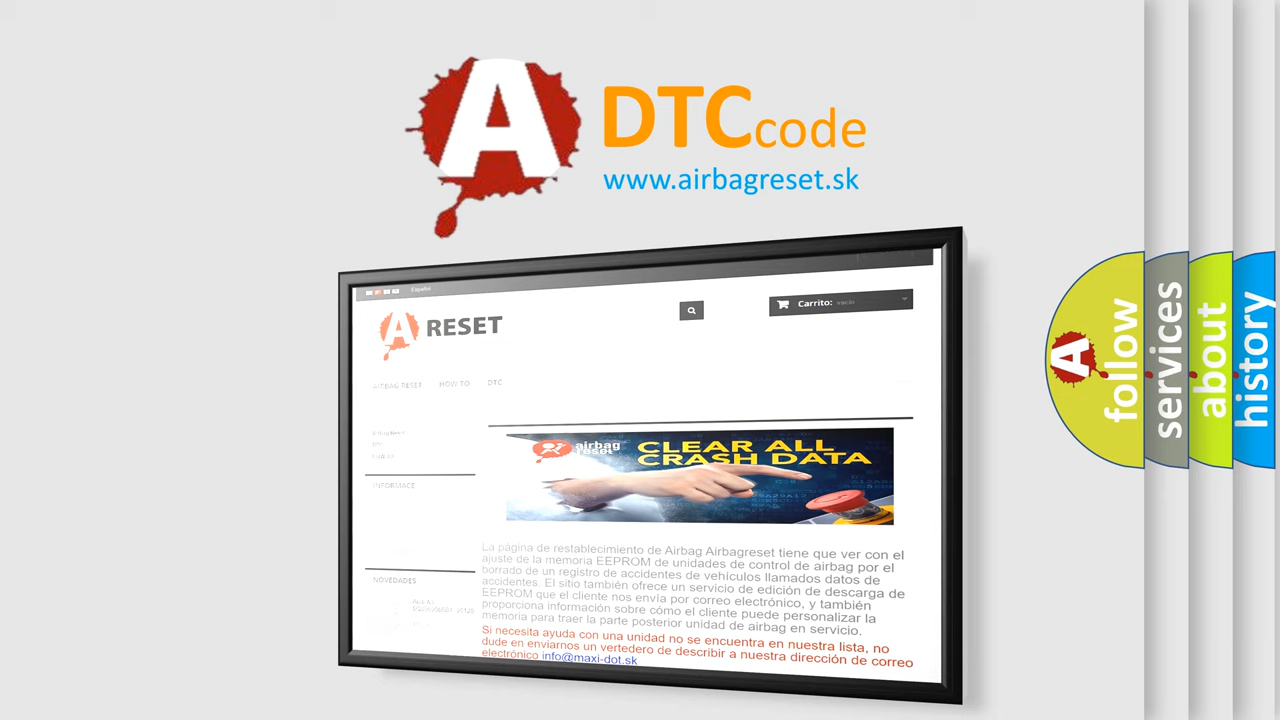 A
DTC code
www.airbagreset.sk
Español
A RESET
Carrito: vacío
AIRBAG RESET HOW TO DTC
INFORMACE
NOVEDADES
airbag
reset
CLEAR ALL
CRASH DATA
La página de restablecimiento de Airbag Airbagreset tiene que ver con el
ajuste de la memoria EEPROM de unidades de control de airbag por el
borrado de un registro de accidentes de vehículos llamados datos de
accidentes. El sitio también ofrece un servicio de edición de descarga de
EEPROM que el cliente nos envía por correo electrónico, y también
proporciona información sobre cómo el cliente puede personalizar la
memoria para traer la parte posterior unidad de airbag en servicio.
Si necesita ayuda con una unidad no se encuentra en nuestra lista, no
dude en enviarnos un vertedero de describir a nuestra dirección de correo
electrónico info@maxi-dot.sk
A
follow
services
about
history